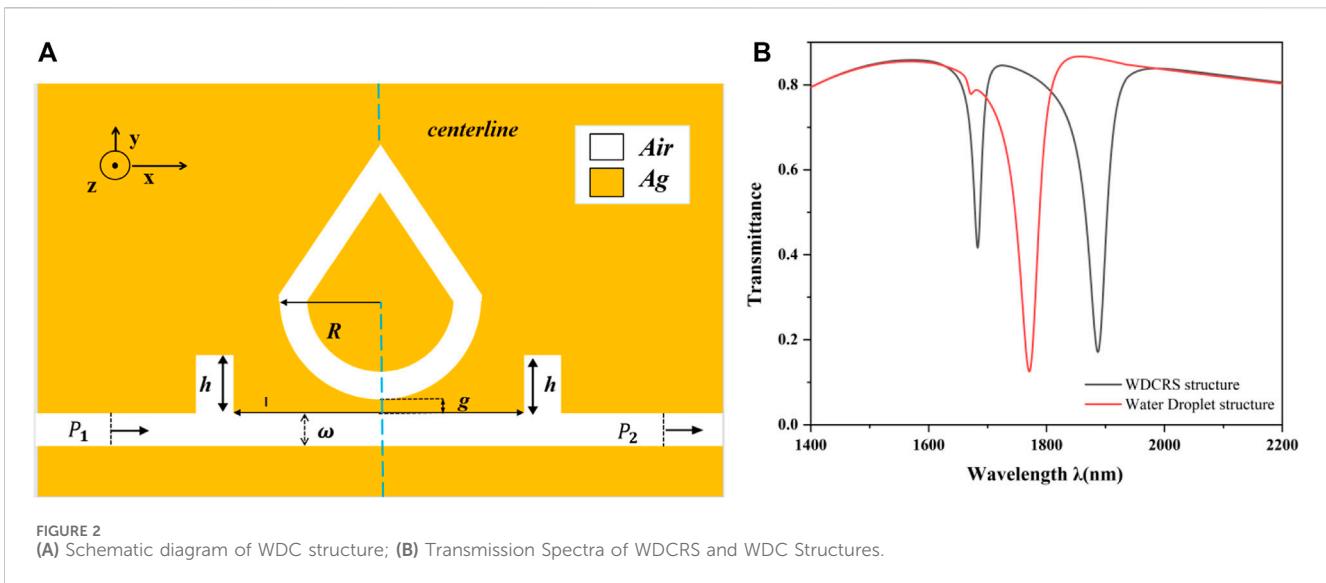 A
B
centerline
y
z
x
Air
Ag
R
h
h
l
g
P1
ω
P2
Transmittance
0.8
0.6
0.4
0.2
0.0
WDCRS structure
Water Droplet structure
1400 1600 1800 2000 2200
Wavelength λ(nm)
FIGURE 2
(A) Schematic diagram of WDC structure; (B) Transmission Spectra of WDCRS and WDC Structures.